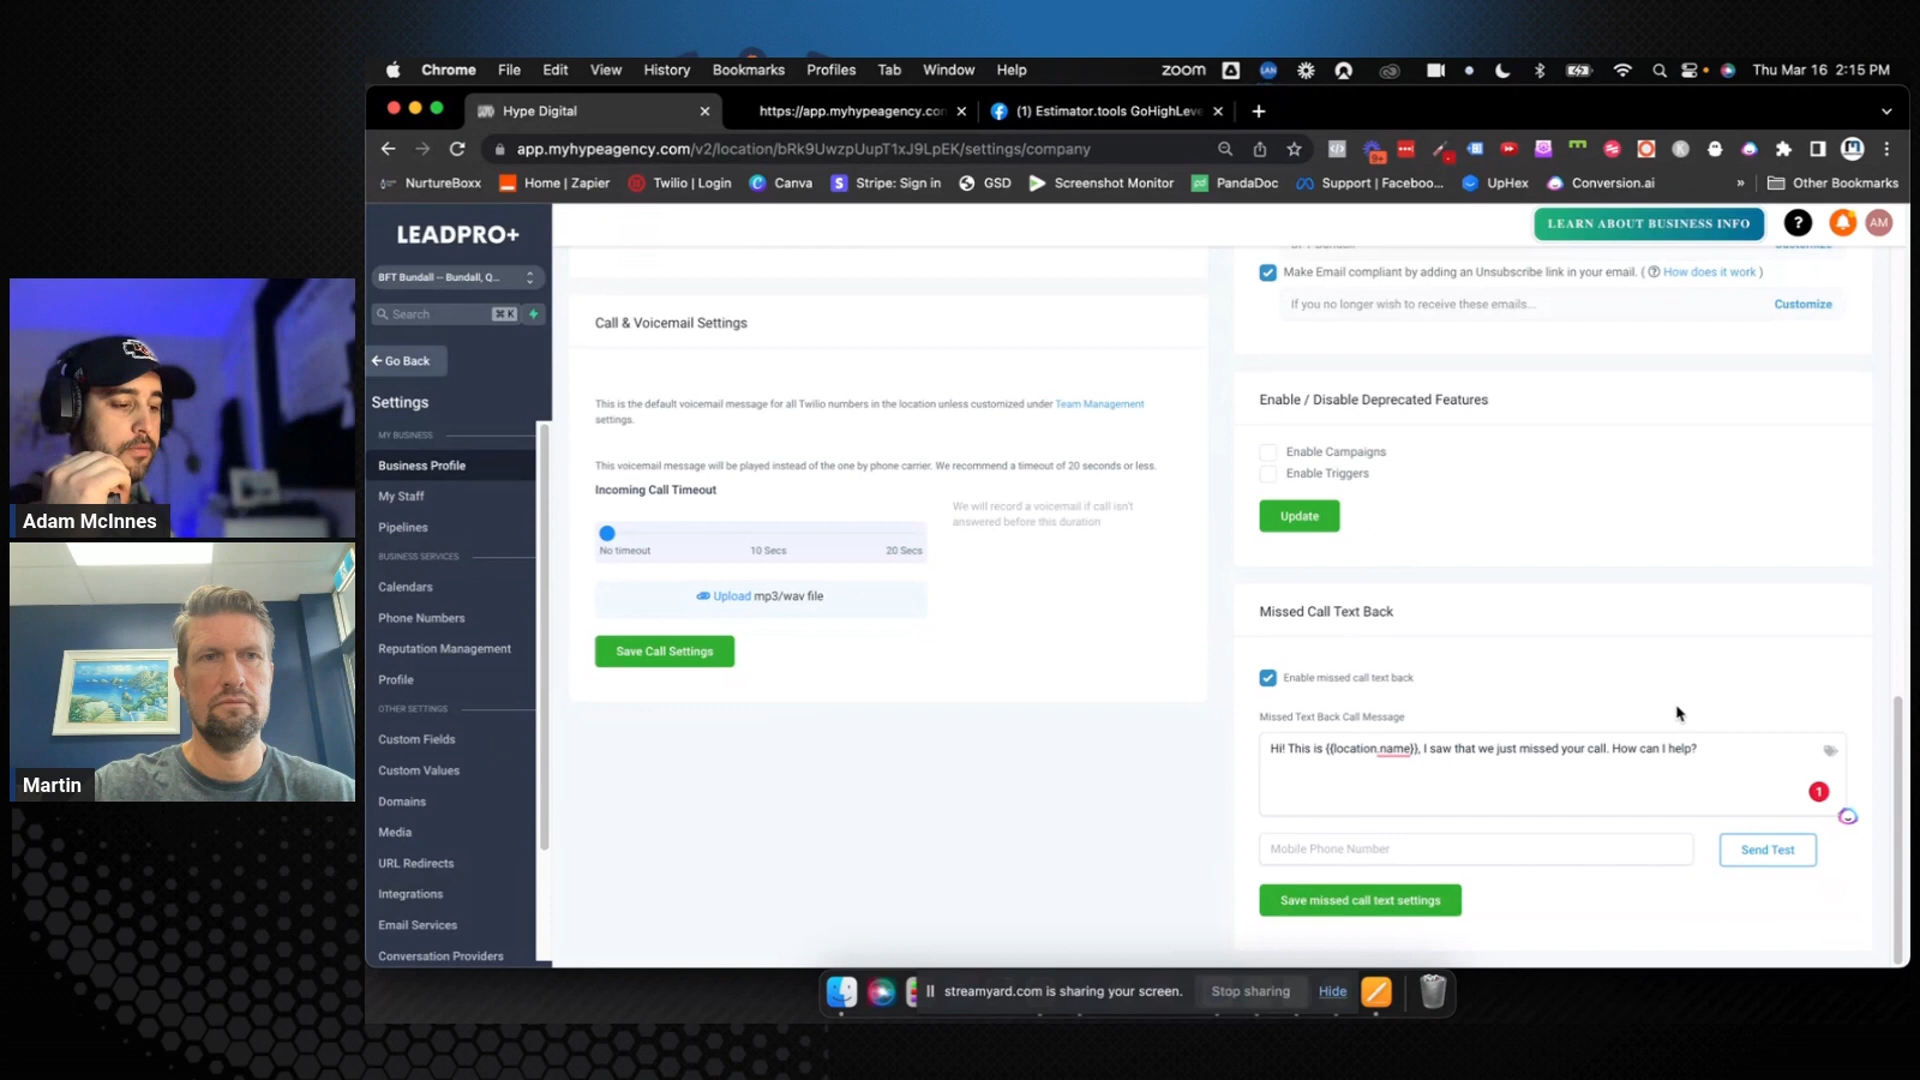 Chrome File Edit View History Bookmarks Profiles Tab Window Help
zoom
LAN
Thu Mar 16 2:15 PM
Hype Digital
https://app.myhypeagency.con
(1) Estimator.tools GoHighLeve
app.myhypeagency.com/v2/location/bRk9UwzpUupT1xJ9LpEK/settings/company
9+
NurtureBoxx
Home | Zapier
Twilio | Login
Canva
Stripe: Sign in
GSD
Screenshot Monitor
PandaDoc
Support | Faceboo...
UpHex
Conversion.ai
»
Other Bookmarks
LEADPRO+
LEARN ABOUT BUSINESS INFO
?
AM
BFT Bundall -- Bundall, Q...
Search
⌘ K
Go Back
Settings
MY BUSINESS
Business Profile
My Staff
Pipelines
BUSINESS SERVICES
Calendars
Phone Numbers
Reputation Management
Profile
OTHER SETTINGS
Custom Fields
Custom Values
Domains
Media
URL Redirects
Integrations
Email Services
Conversation Providers
Call & Voicemail Settings
This is the default voicemail message for all Twilio numbers in the location unless customized under Team Management
settings.
This voicemail message will be played instead of the one by phone carrier. We recommend a timeout of 20 seconds or less.
Incoming Call Timeout
We will record a voicemail if call isn't
answered before this duration
No timeout
10 Secs
20 Secs
Upload mp3/wav file
Save Call Settings
Make Email compliant by adding an Unsubscribe link in your email. ( How does it work )
If you no longer wish to receive these emails...
Customize
Enable / Disable Deprecated Features
Enable Campaigns
Enable Triggers
Update
Missed Call Text Back
Enable missed call text back
Missed Text Back Call Message
Hi! This is {{location.name}}, I saw that we just missed your call. How can I help?
1
Mobile Phone Number
Send Test
Save missed call text settings
Adam McInnes
Martin
streamyard.com is sharing your screen.
Stop sharing
Hide